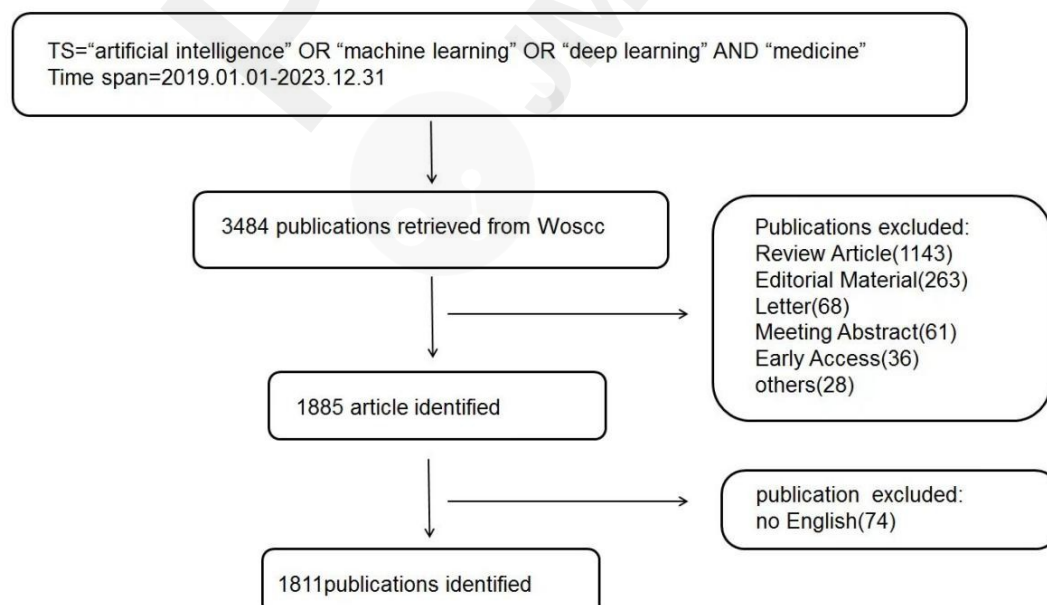 TS=“artificial intelligence” OR “machine learning” OR “deep learning” AND “medicine”
Time span=2019.01.01-2023.12.31
3484 publications retrieved from Woscc
Publications excluded:
Review Article(1143)
Editorial Material(263)
Letter(68)
Meeting Abstract(61)
Early Access(36)
others(28)
1885 article identified
publication excluded:
no English(74)
1811publications identified